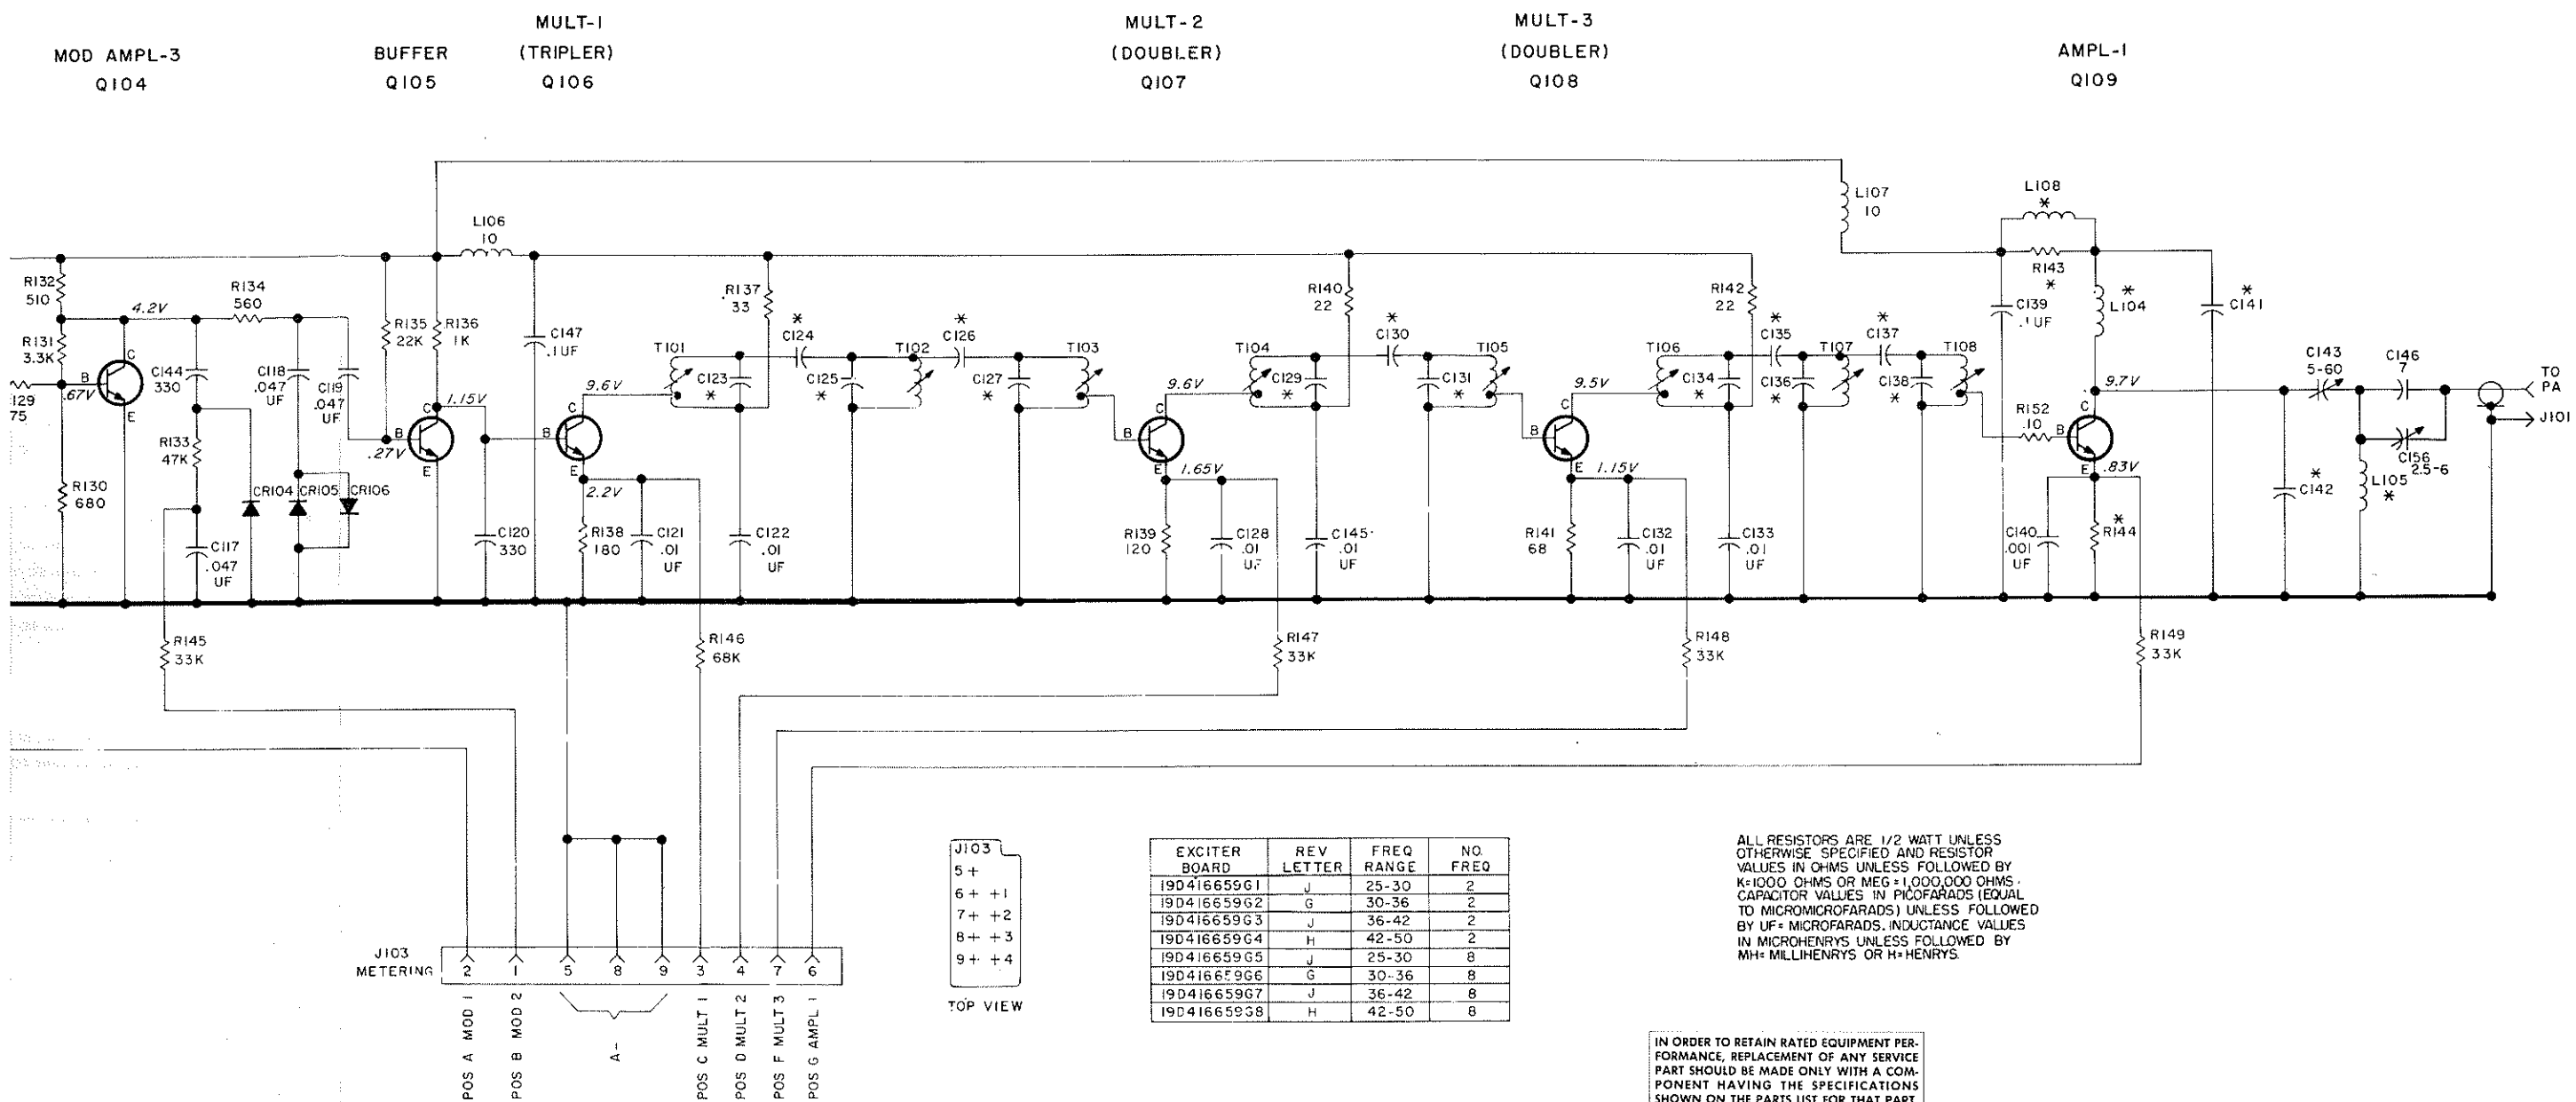 MOD AMPL-3
Q104
BUFFER
Q105
MULT-1
(TRIPLER)
Q106
MULT-2
(DOUBLER)
Q107
MULT-3
(DOUBLER)
Q108
AMPL-1
Q109
L106
10
L107
10
L108
*
R132
510
R131
3.3K
129
75
R130
680
4.2V
.67V
C
B
E
R134
560
C144
330
R133
47K
C117
.047
UF
C118
.047
UF
C119
.047
UF
CR104
CR105
CR106
R135
22K
R136
1K
1.15V
.27V
C
B
E
C120
330
C147
.1UF
9.6V
C
B
E
2.2V
R138
180
C121
.01
UF
R137
33
T101
C123
*
C122
.01
UF
*
C124
C125
*
T102
*
C126
C127
*
T103
9.6V
C
B
E
1.65V
R139
120
C128
.01
UF
T104
C129
*
C145
.01
UF
R140
22
*
C130
C131
*
T105
9.5V
C
B
E
1.15V
R141
68
C132
.01
UF
T106
C134
*
C133
.01
UF
R142
22
*
C135
C136
*
T107
*
C137
C138
*
T108
R152
10
R143
*
C139
.1UF
*
L104
*
C141
9.7V
C
B
E
.83V
C140
.001
UF
*
R144
*
C142
C143
5-60
C146
7
C156
2.5-6
L105
*
TO
PA
J101
R145
33K
R146
68K
R147
33K
R148
33K
R149
33K
J103
METERING
2
1
5
8
9
3
4
7
6
POS A MOD 1
POS B MOD 2
A-
POS C MULT 1
POS D MULT 2
POS F MULT 3
POS G AMPL 1
J103
5 +
6 + +1
7 + +2
8 + +3
9 + +4
TOP VIEW
EXCITER BOARD REV LETTER FREQ RANGE NO. FREQ
19D416659G1 J 25-30 2
19D416659G2 G 30-36 2
19D416659G3 J 36-42 2
19D416659G4 H 42-50 2
19D416659G5 J 25-30 8
19D416659G6 G 30-36 8
19D416659G7 J 36-42 8
19D416659G8 H 42-50 8
ALL RESISTORS ARE 1/2 WATT UNLESS
OTHERWISE SPECIFIED AND RESISTOR
VALUES IN OHMS UNLESS FOLLOWED BY
K=1000 OHMS OR MEG = 1,000,000 OHMS.
CAPACITOR VALUES IN PICOFARADS (EQUAL
TO MICROMICROFARADS) UNLESS FOLLOWED
BY UF= MICROFARADS. INDUCTANCE VALUES
IN MICROHENRYS UNLESS FOLLOWED BY
MH= MILLIHENRYS OR H=HENRYS.
IN ORDER TO RETAIN RATED EQUIPMENT PER-
FORMANCE, REPLACEMENT OF ANY SERVICE
PART SHOULD BE MADE ONLY WITH A COM-
PONENT HAVING THE SPECIFICATIONS
SHOWN ON THE PARTS LIST FOR THAT PART.